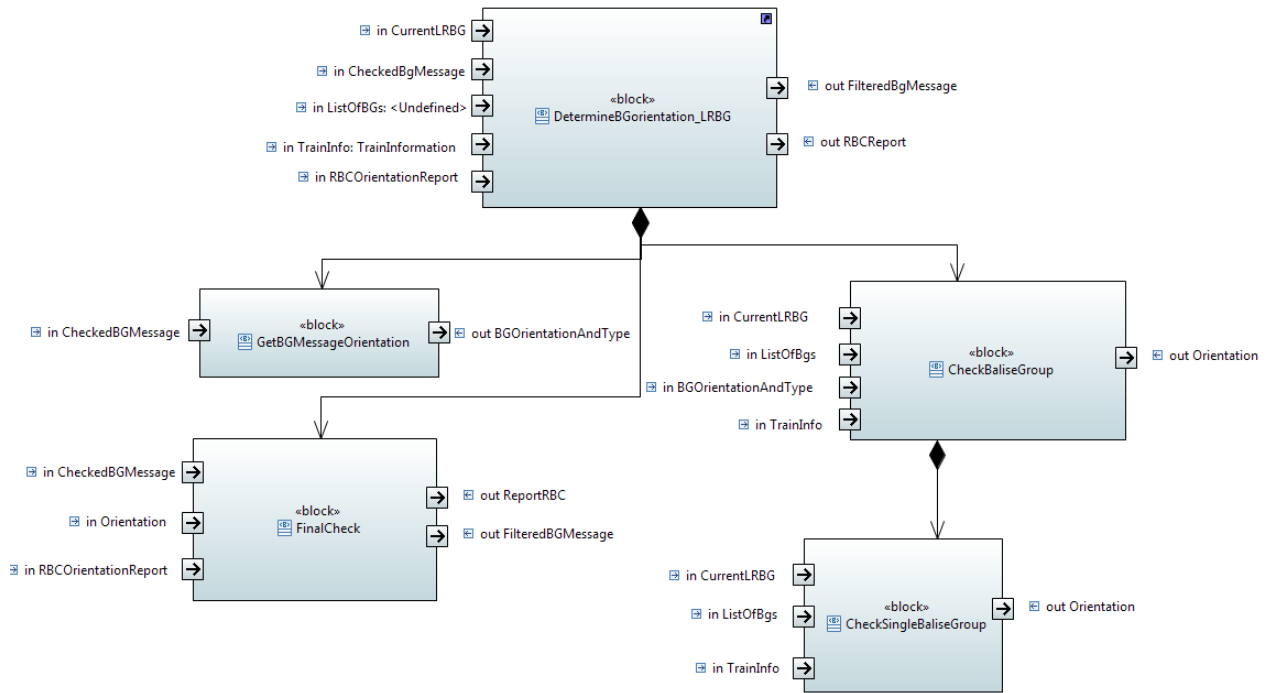 in CurrentLRBG
in CheckedBgMessage
in ListOfBGs: <Undefined>
in TrainInfo: TrainInformation
in RBCOrientationReport
«block»
DetermineBGorientation_LRBG
out FilteredBgMessage
out RBCReport
in CheckedBGMessage
«block»
GetBGMessageOrientation
out BGOrientationAndType
in CurrentLRBG
in ListOfBgs
in BGOrientationAndType
in TrainInfo
«block»
CheckBaliseGroup
out Orientation
in CheckedBGMessage
in Orientation
in RBCOrientationReport
«block»
FinalCheck
out ReportRBC
out FilteredBGMessage
in CurrentLRBG
in ListOfBgs
in TrainInfo
«block»
CheckSingleBaliseGroup
out Orientation